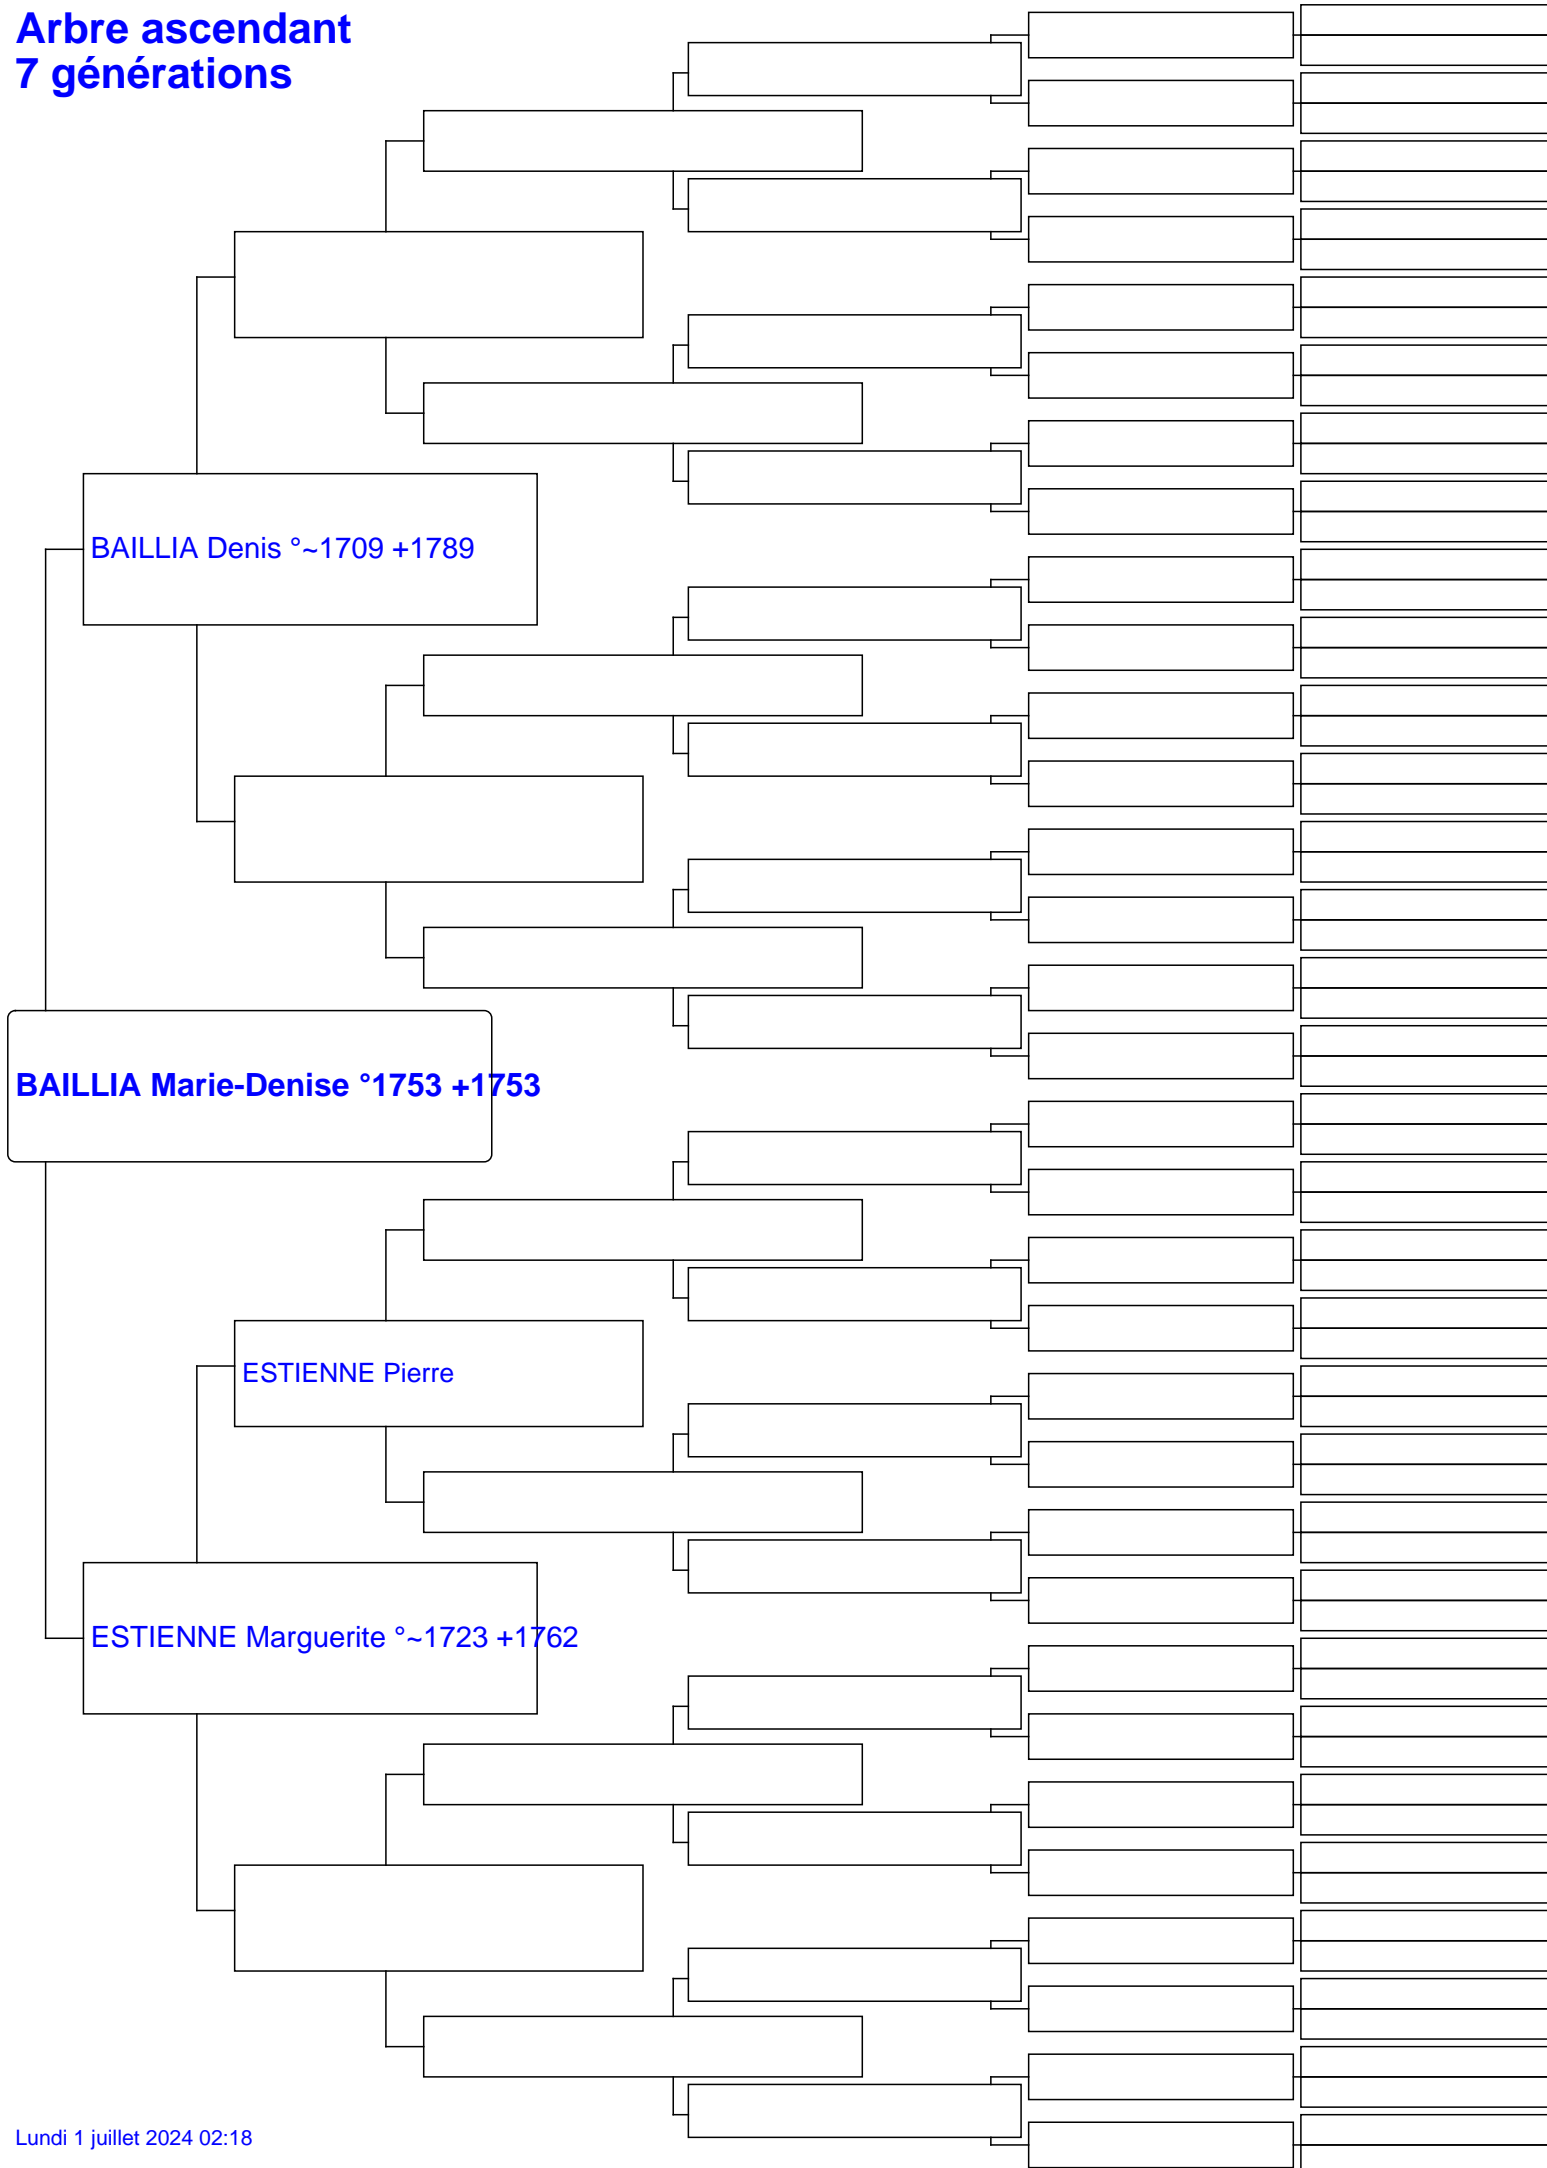 Arbre ascendant
7 générations
BAILLIA Denis °~1709 +1789
BAILLIA Marie-Denise °1753 +1753
ESTIENNE Pierre
ESTIENNE Marguerite °~1723 +1762
Lundi 1 juillet 2024 02:18